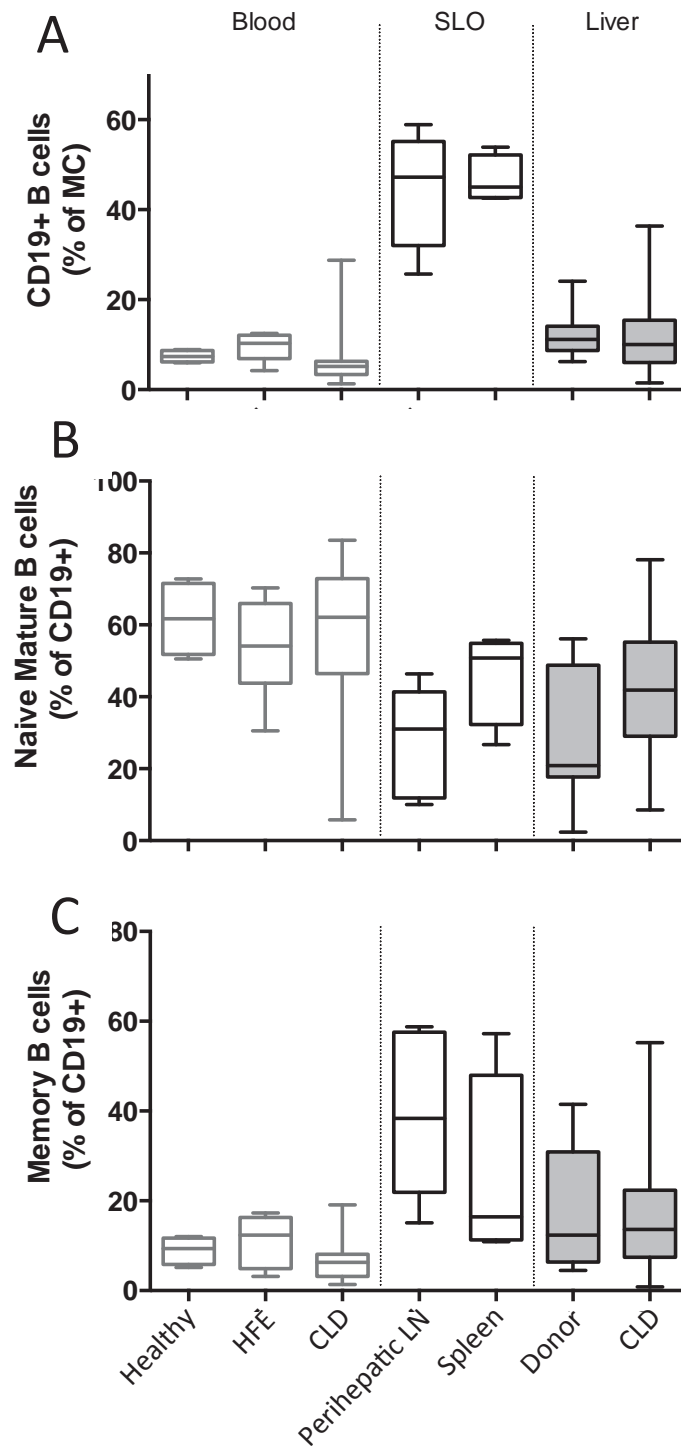 A
Blood
SLO
Liver
CD19+ B cells
(% of MC)
60
40
20
0
B
Naive Mature B cells
(% of CD19+)
100
80
60
40
20
0
C
Memory B cells
(% of CD19+)
80
60
40
20
0
Healthy
HFE
CLD
Perihepatic LN
Spleen
Donor
CLD